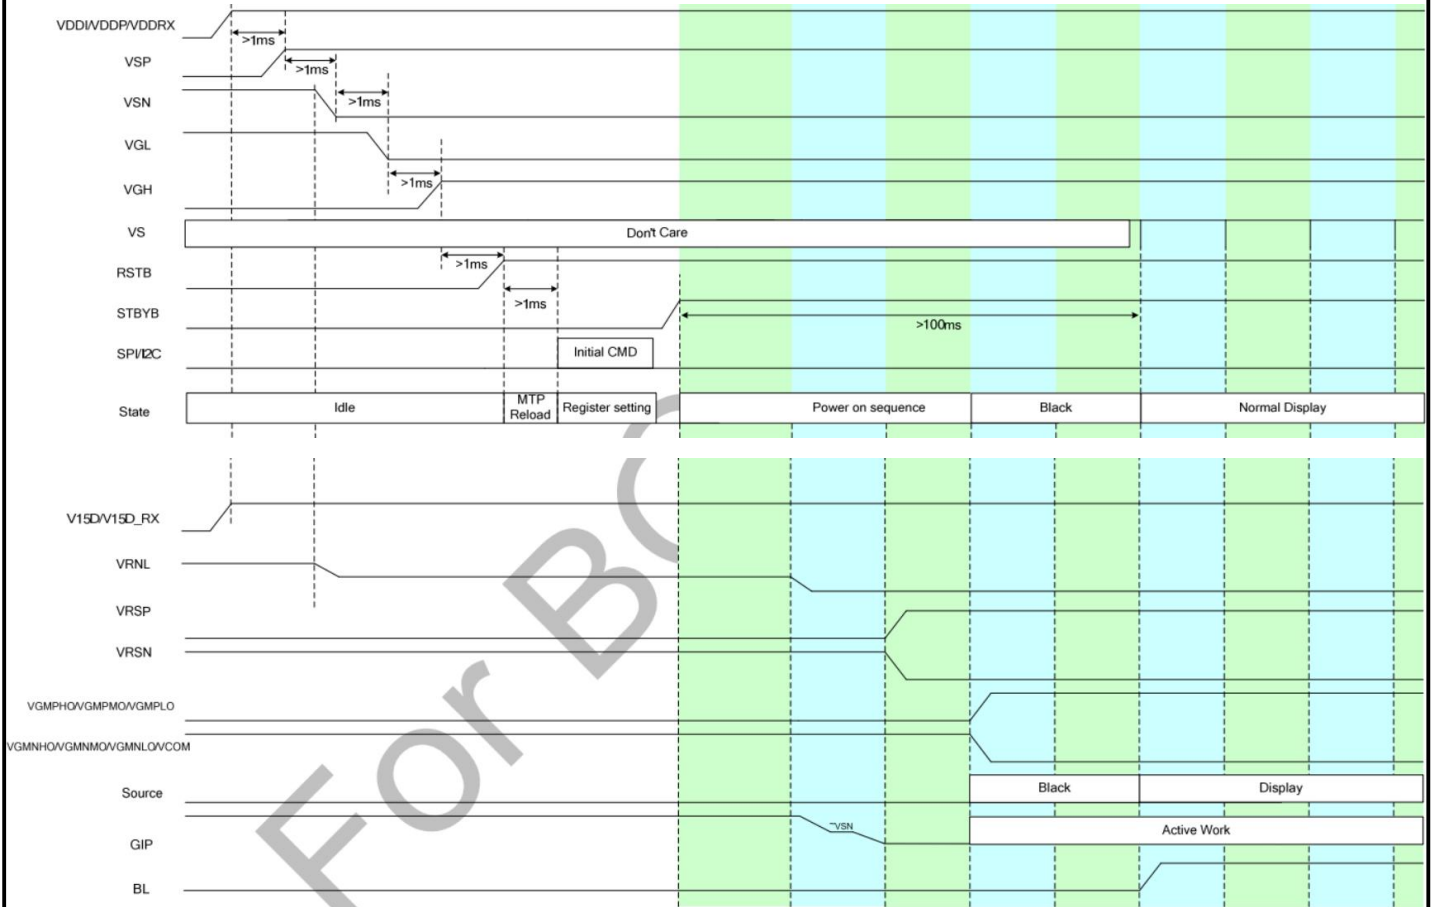 VDDI/VDDP/VDDRX
>1ms
VSP
>1ms
VSN
>1ms
VGL
VGH
>1ms
VS
Don't Care
RSTB
>1ms
STBYB
>1ms
>100ms
SPI/I2C
Initial CMD
State
Idle
MTP
Reload
Register setting
Power on sequence
Black
Normal Display
V15D/V15D_RX
VRNL
VRSP
VRSN
VGMPHO/VGMPMO/VGMPLO
VGMNHO/VGMNMO/VGMNLO/VCOM
Source
Black
Display
GIP
~VSN
Active Work
BL
For